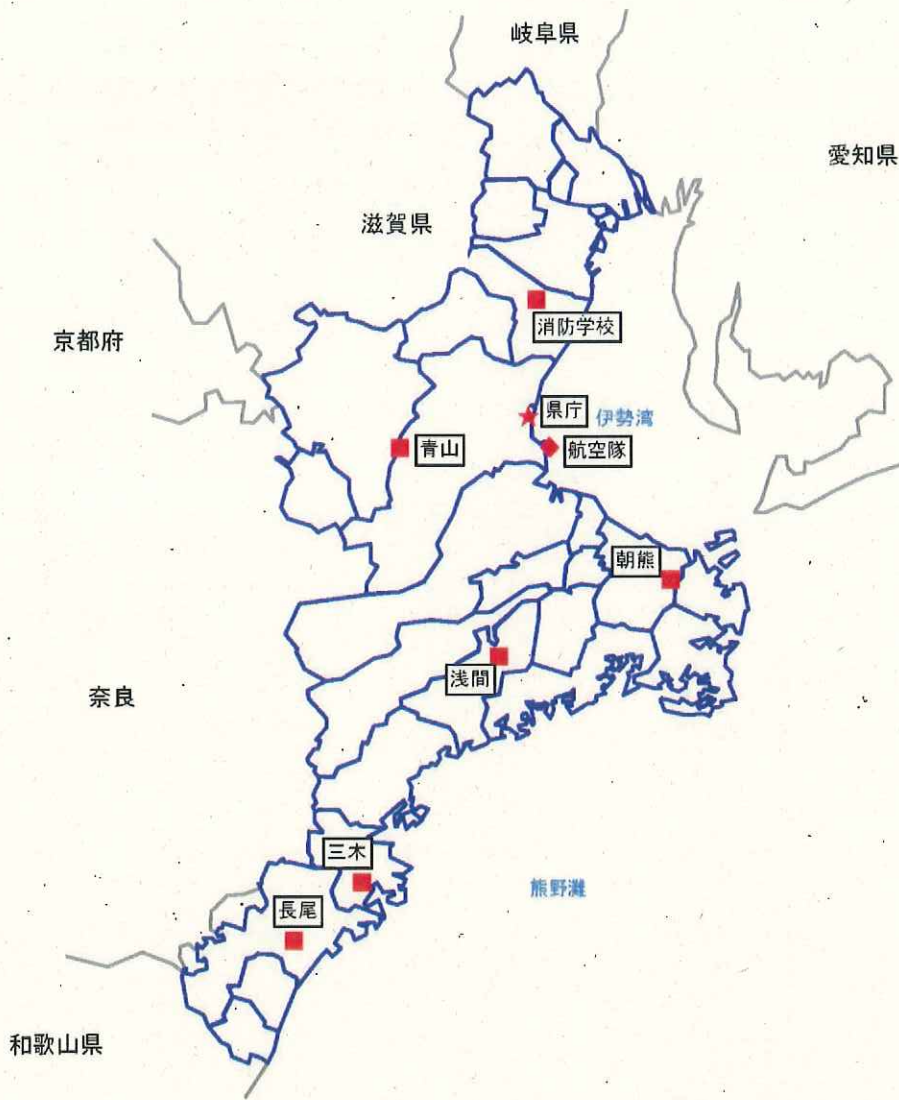 岐阜県
愛知県
滋賀県
消防学校
京都府
県庁
伊勢湾
青山
航空隊
朝熊
浅間
奈良
三木
熊野灘
長尾
和歌山県